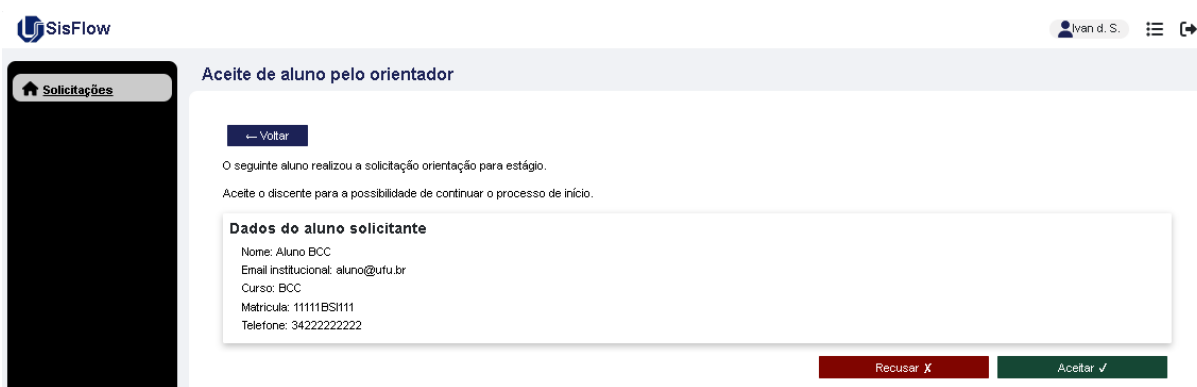 SisFlow
Ivan d. S.
Solicitações
Aceite de aluno pelo orientador
← Voltar
O seguinte aluno realizou a solicitação orientação para estágio.
Aceite o discente para a possibilidade de continuar o processo de início.
Dados do aluno solicitante
Nome: Aluno BCC
Email institucional: aluno@ufu.br
Curso: BCC
Matricula: 11111BSI111
Telefone: 34222222222
Recusar ✗
Aceitar ✓